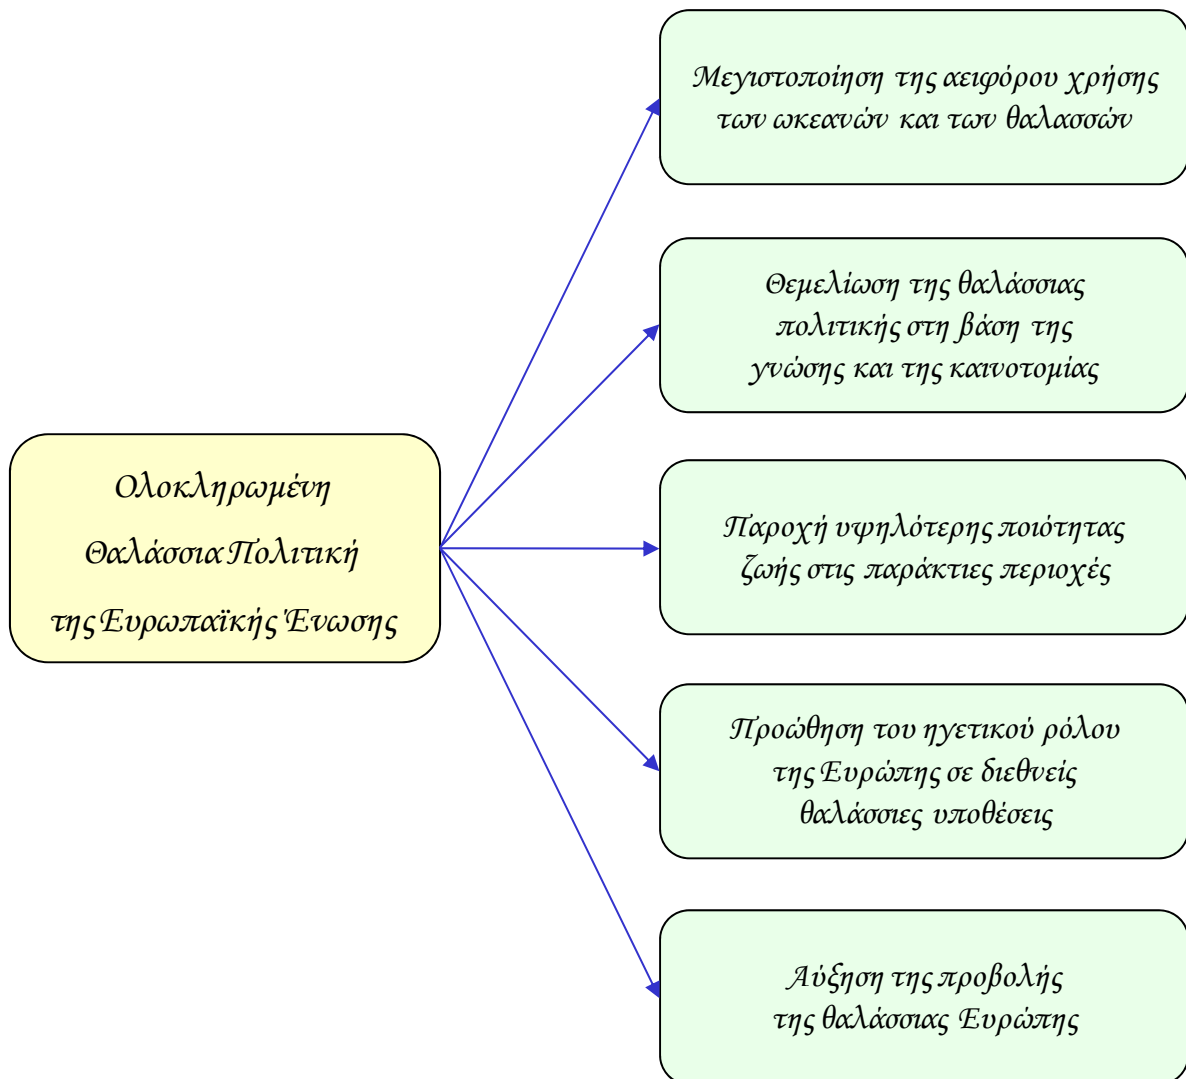 Μεγιστοποίηση της αειφόρου χρήσης
των ωκεανών και των θαλασσών
Θεμελίωση της θαλάσσιας
πολιτικής στη βάση της
γνώσης και της καινοτομίας
Ολοκληρωμένη
Θαλάσσια Πολιτική
της Ευρωπαϊκής Ένωσης
Παροχή υψηλότερης ποιότητας
ζωής στις παράκτιες περιοχές
Προώθηση του ηγετικού ρόλου
της Ευρώπης σε διεθνείς
θαλάσσιες υποθέσεις
Αύξηση της προβολής
της θαλάσσιας Ευρώπης